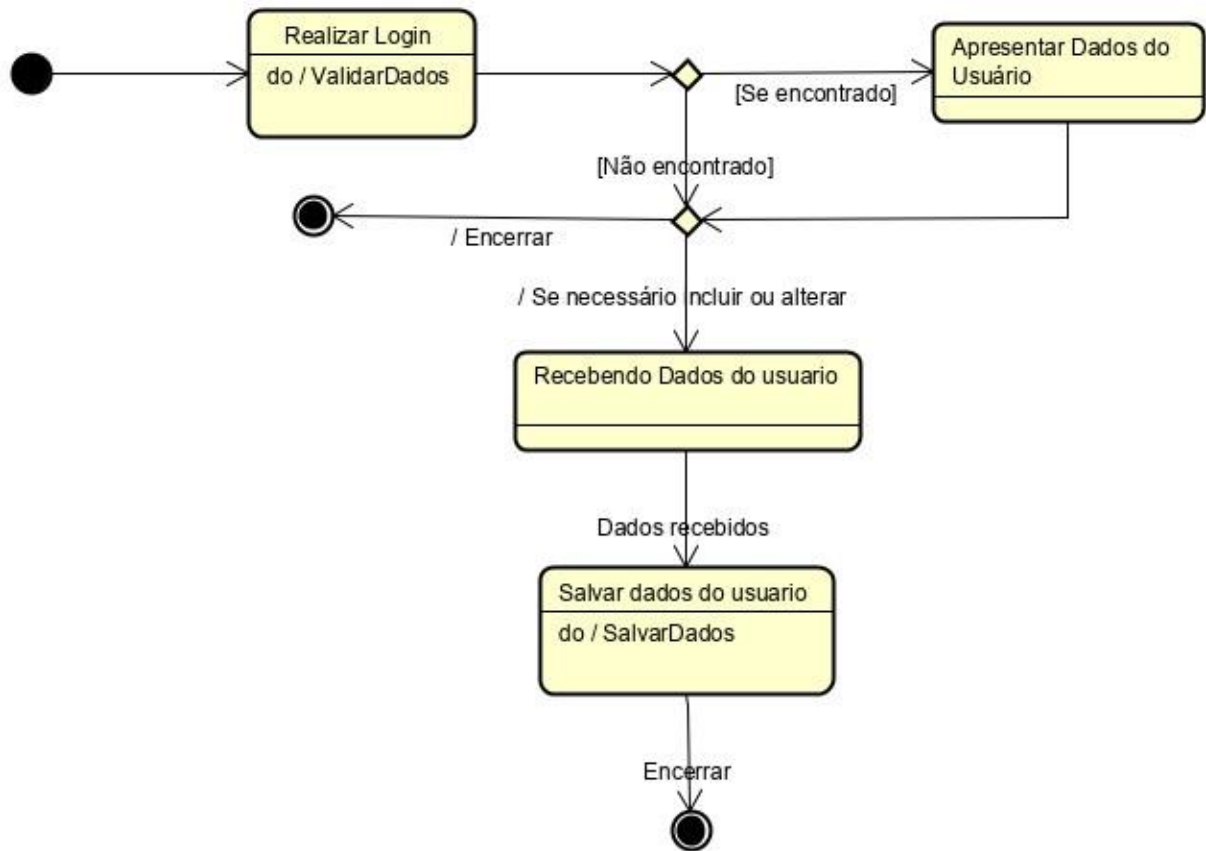 Realizar Login
do / ValidarDados
[Se encontrado]
Apresentar Dados do
Usuário
[Não encontrado]
/ Encerrar
/ Se necessário incluir ou alterar
Recebendo Dados do usuario
Dados recebidos
Salvar dados do usuario
do / SalvarDados
Encerrar